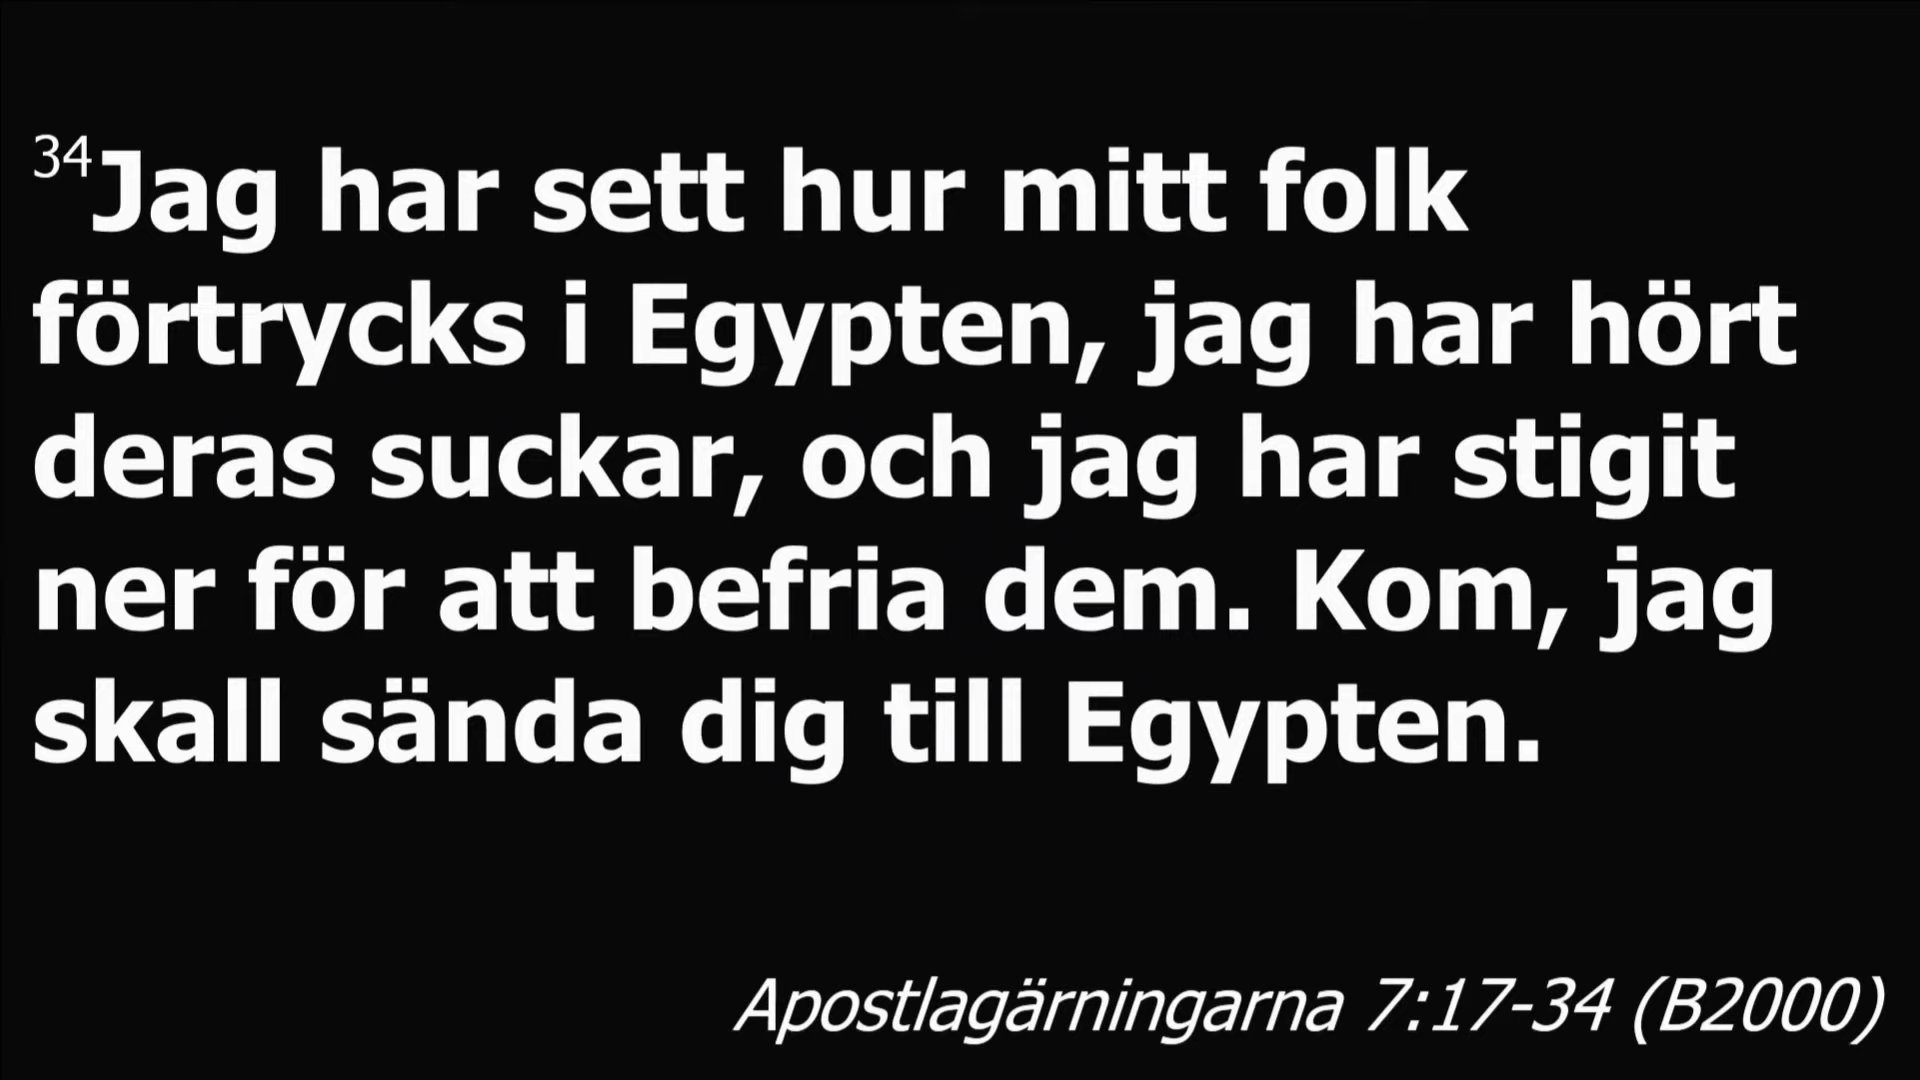 34Jag har sett hur mitt folk
förtrycks i Egypten, jag har hört
deras suckar, och jag har stigit
ner för att befria dem. Kom, jag
skall sända dig till Egypten.
Apostlagärningarna 7:17-34 (B2000)